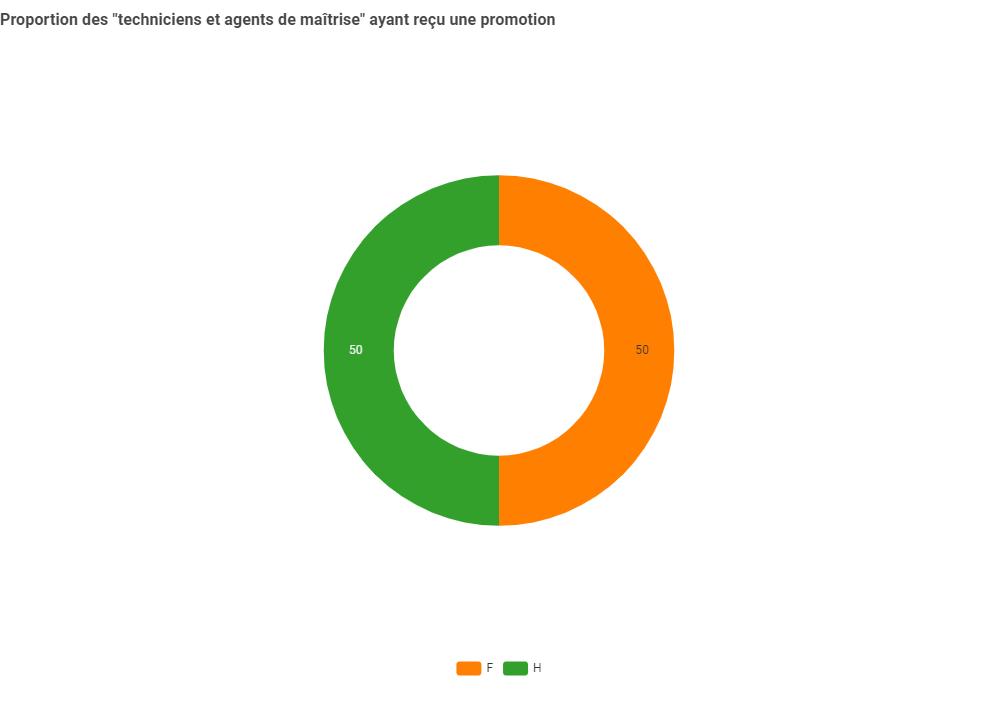 Proportion des "techniciens et agents de maîtrise" ayant reçu une promotion
50 50
F H